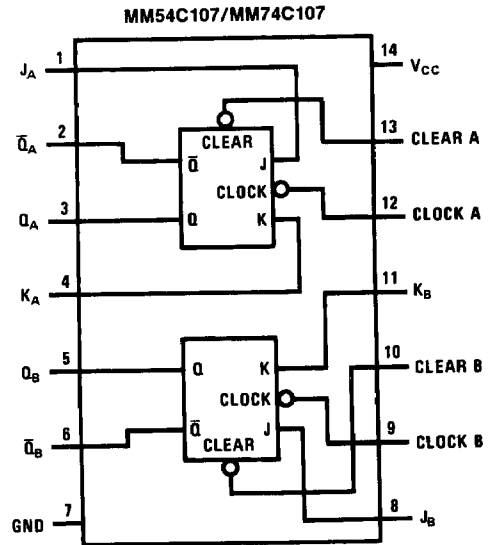 MM54C107/MM74C107
1
J_A
14
V_CC
2
Q̅_A
CLEAR
13
CLEAR A
Q̅
J
CLOCK
12
CLOCK A
3
Q_A
Q
K
4
K_A
11
K_B
5
Q_B
Q
K
10
CLEAR B
CLOCK
6
Q̅_B
Q̅
J
CLEAR
9
CLOCK B
7
GND
8
J_B